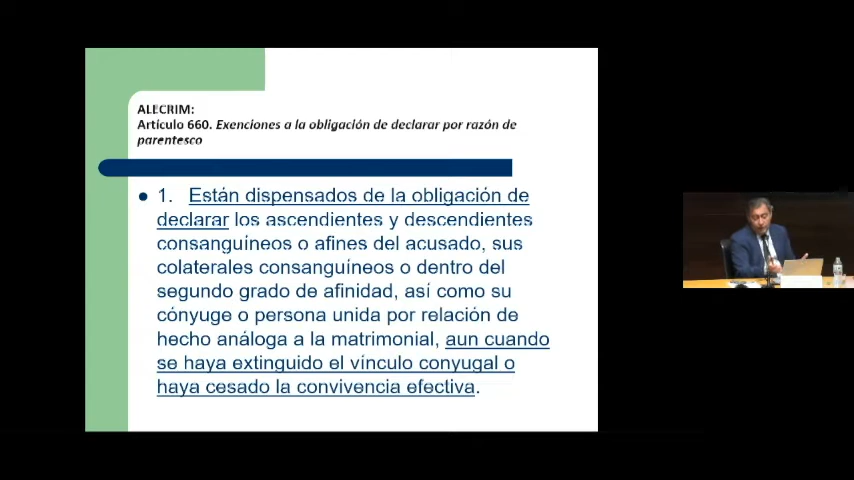 ALECRIM:
Artículo 660. Exenciones a la obligación de declarar por razón de
parentesco
1. Están dispensados de la obligación de
declarar los ascendientes y descendientes
consanguíneos o afines del acusado, sus
colaterales consanguíneos o dentro del
segundo grado de afinidad, así como su
cónyuge o persona unida por relación de
hecho análoga a la matrimonial, aun cuando
se haya extinguido el vínculo conyugal o
haya cesado la convivencia efectiva.